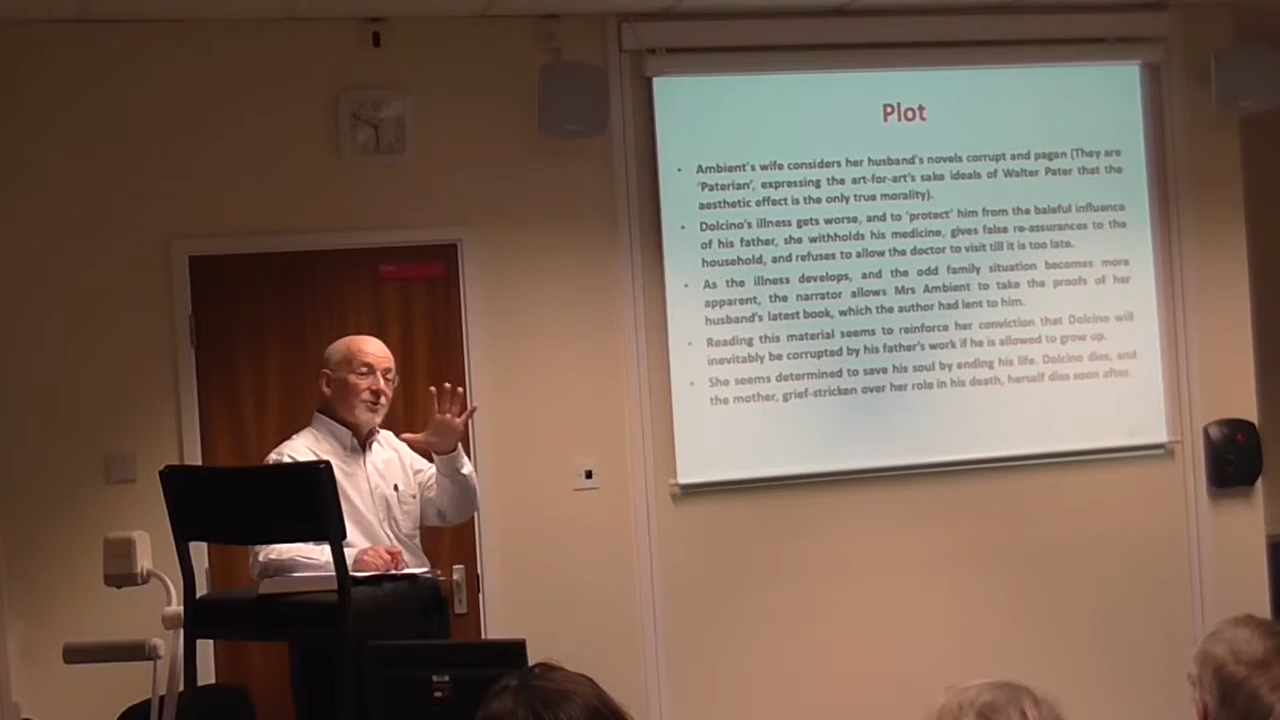 Plot
• Ambient's wife considers her husband's novels corrupt and pagan (They are
'Paterian', expressing the art-for-art's sake ideals of Walter Pater that the
aesthetic effect is the only true morality).
• Dolcino's illness gets worse, and to 'protect' him from the baleful influence
of his father, she withholds his medicine, gives false re-assurances to the
household, and refuses to allow the doctor to visit till it is too late.
• As the illness develops, and the odd family situation becomes more
apparent, the narrator allows Mrs Ambient to take the proofs of her
husband's latest book, which the author had lent to him.
• Reading this material seems to reinforce her conviction that Dolcino will
inevitably be corrupted by his father's work if he is allowed to grow up.
• She seems determined to save his soul by ending his life. Dolcino dies, and
the mother, grief-stricken over her role in his death, herself dies soon after.